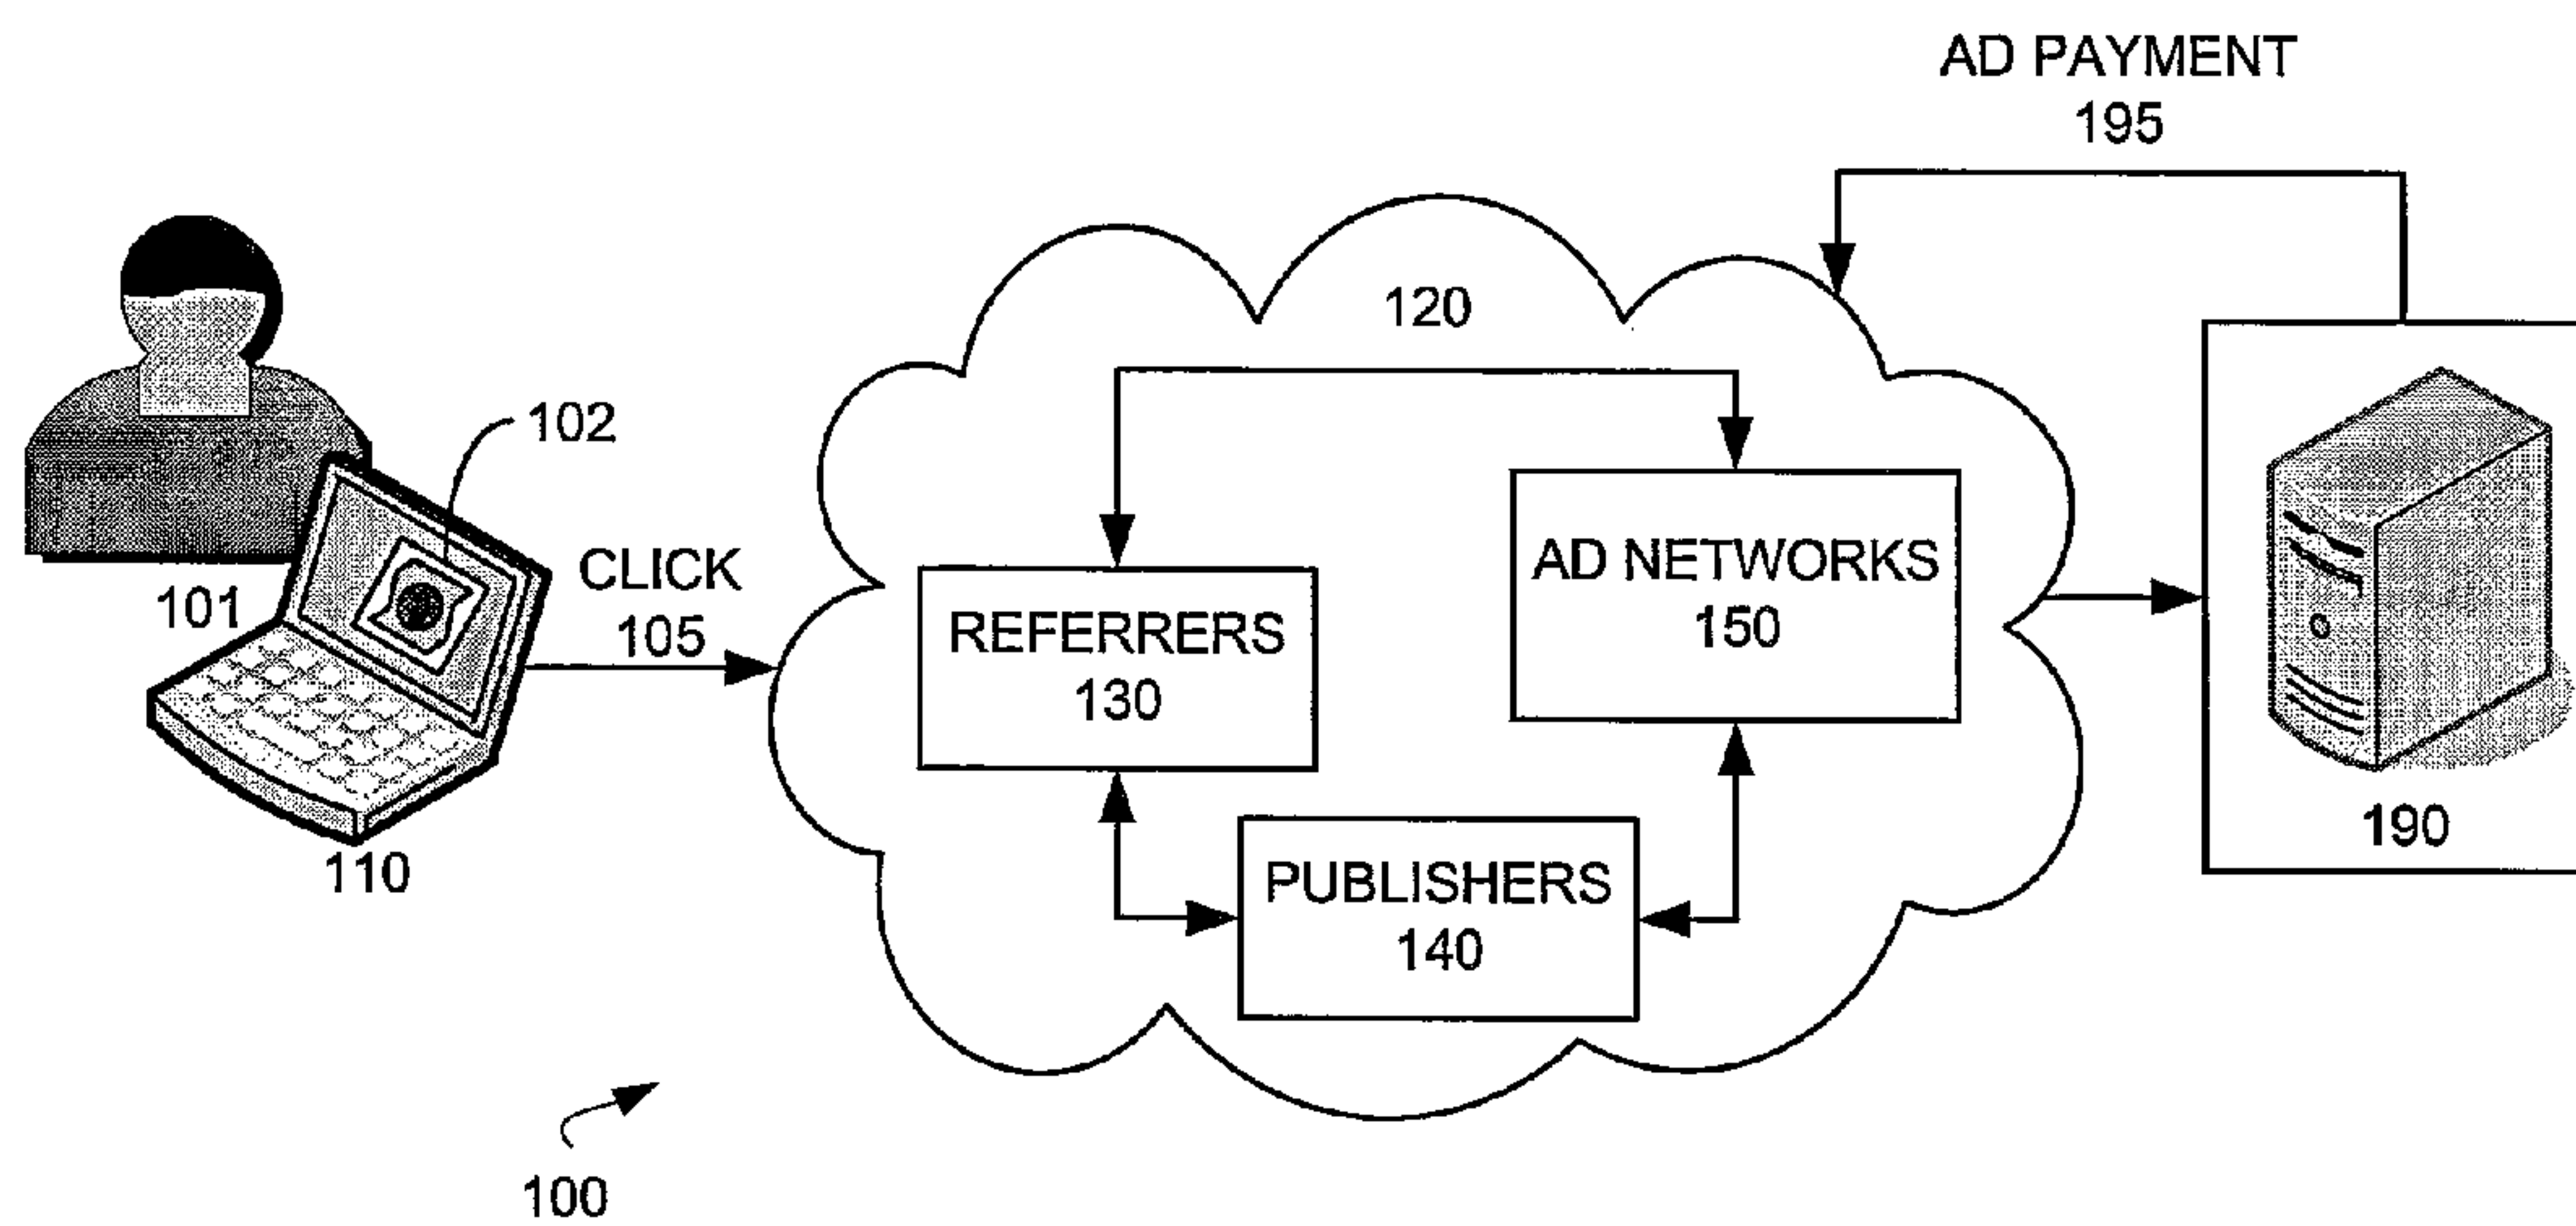 AD PAYMENT
195
120
102
CLICK
105
101
110
REFERRERS
130
AD NETWORKS
150
PUBLISHERS
140
190
100